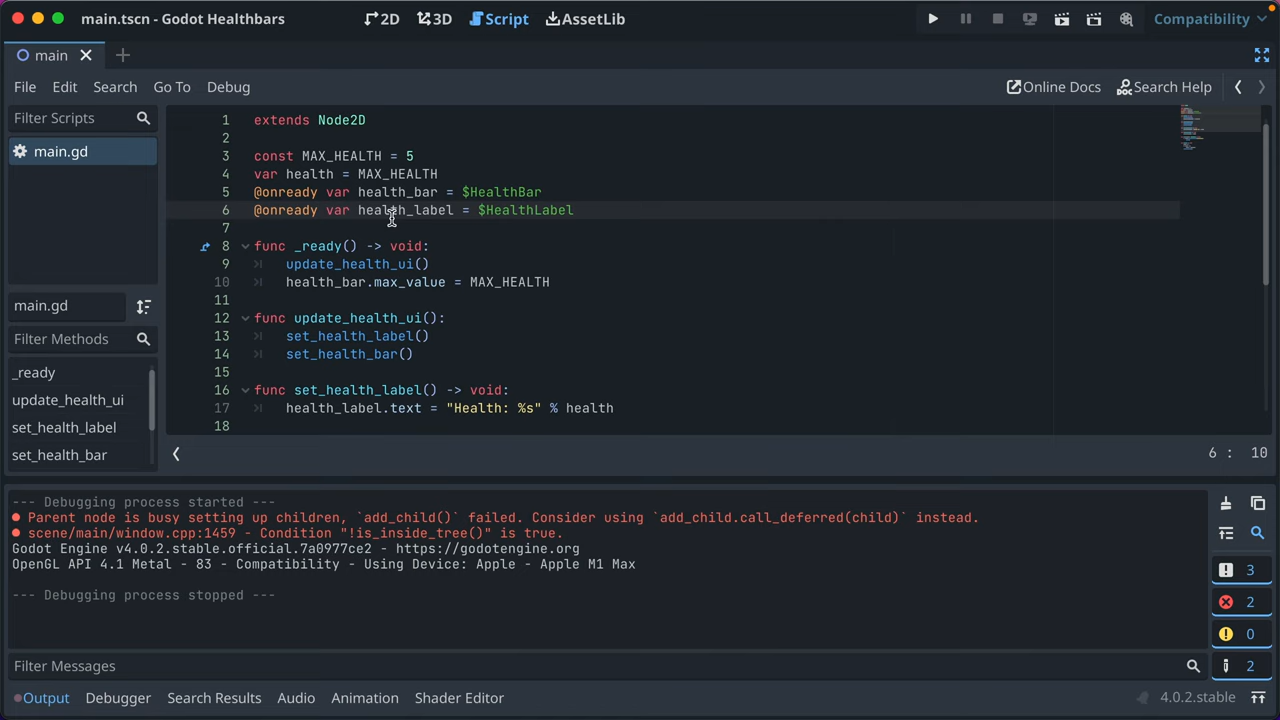 main.tscn - Godot Healthbars
2D 3D Script AssetLib
Compatibility
main
File Edit Search Go To Debug
Online Docs Search Help
Filter Scripts
main.gd
main.gd
Filter Methods
_ready
update_health_ui
set_health_label
set_health_bar
1 extends Node2D
2
3 const MAX_HEALTH = 5
4 var health = MAX_HEALTH
5 @onready var health_bar = $HealthBar
6 @onready var health_label = $HealthLabel
7
8 func _ready() -> void:
9 update_health_ui()
10 health_bar.max_value = MAX_HEALTH
11
12 func update_health_ui():
13 set_health_label()
14 set_health_bar()
15
16 func set_health_label() -> void:
17 health_label.text = "Health: %s" % health
18
6 : 10
--- Debugging process started ---
Parent node is busy setting up children, `add_child()` failed. Consider using `add_child.call_deferred(child)` instead.
scene/main/window.cpp:1459 - Condition "!is_inside_tree()" is true.
Godot Engine v4.0.2.stable.official.7a0977ce2 - https://godotengine.org
OpenGL API 4.1 Metal - 83 - Compatibility - Using Device: Apple - Apple M1 Max
--- Debugging process stopped ---
3
2
0
2
Filter Messages
Output Debugger Search Results Audio Animation Shader Editor
4.0.2.stable